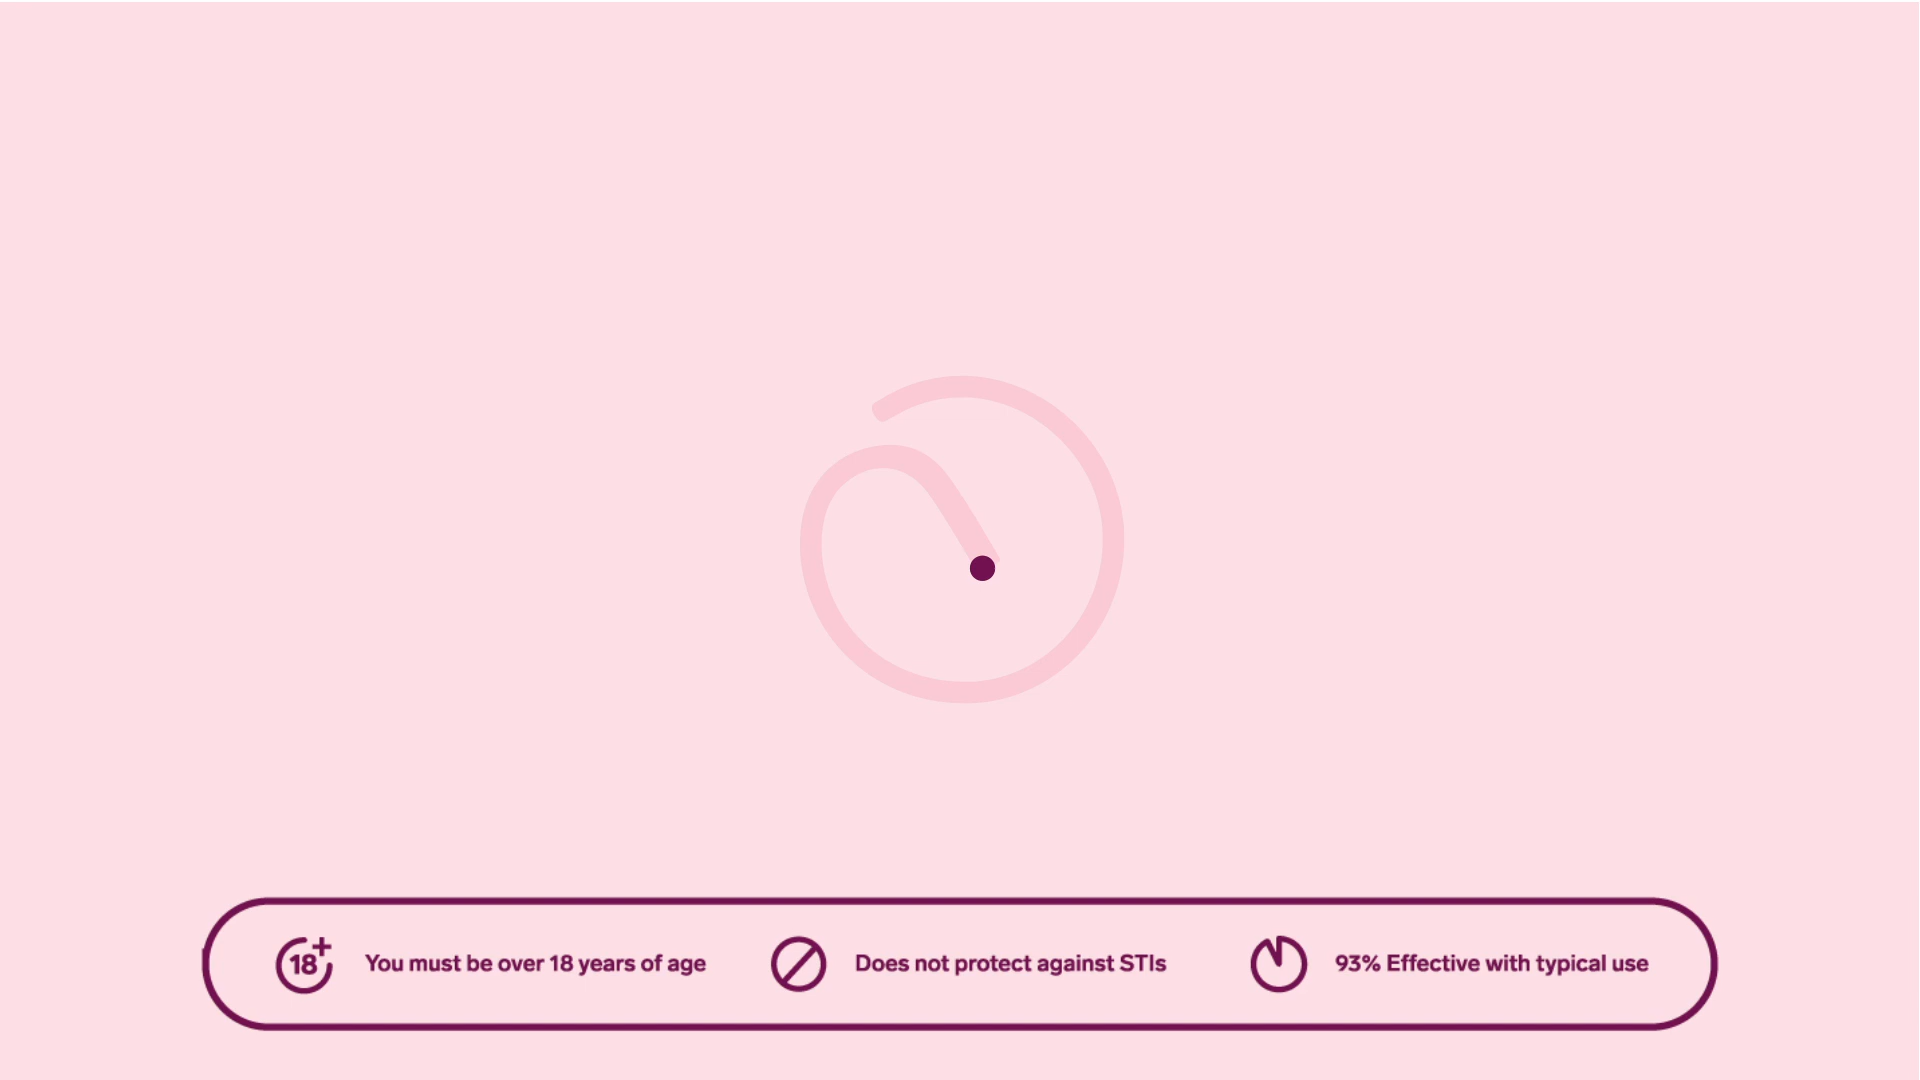 18+ You must be over 18 years of age
Does not protect against STIs
93% Effective with typical use